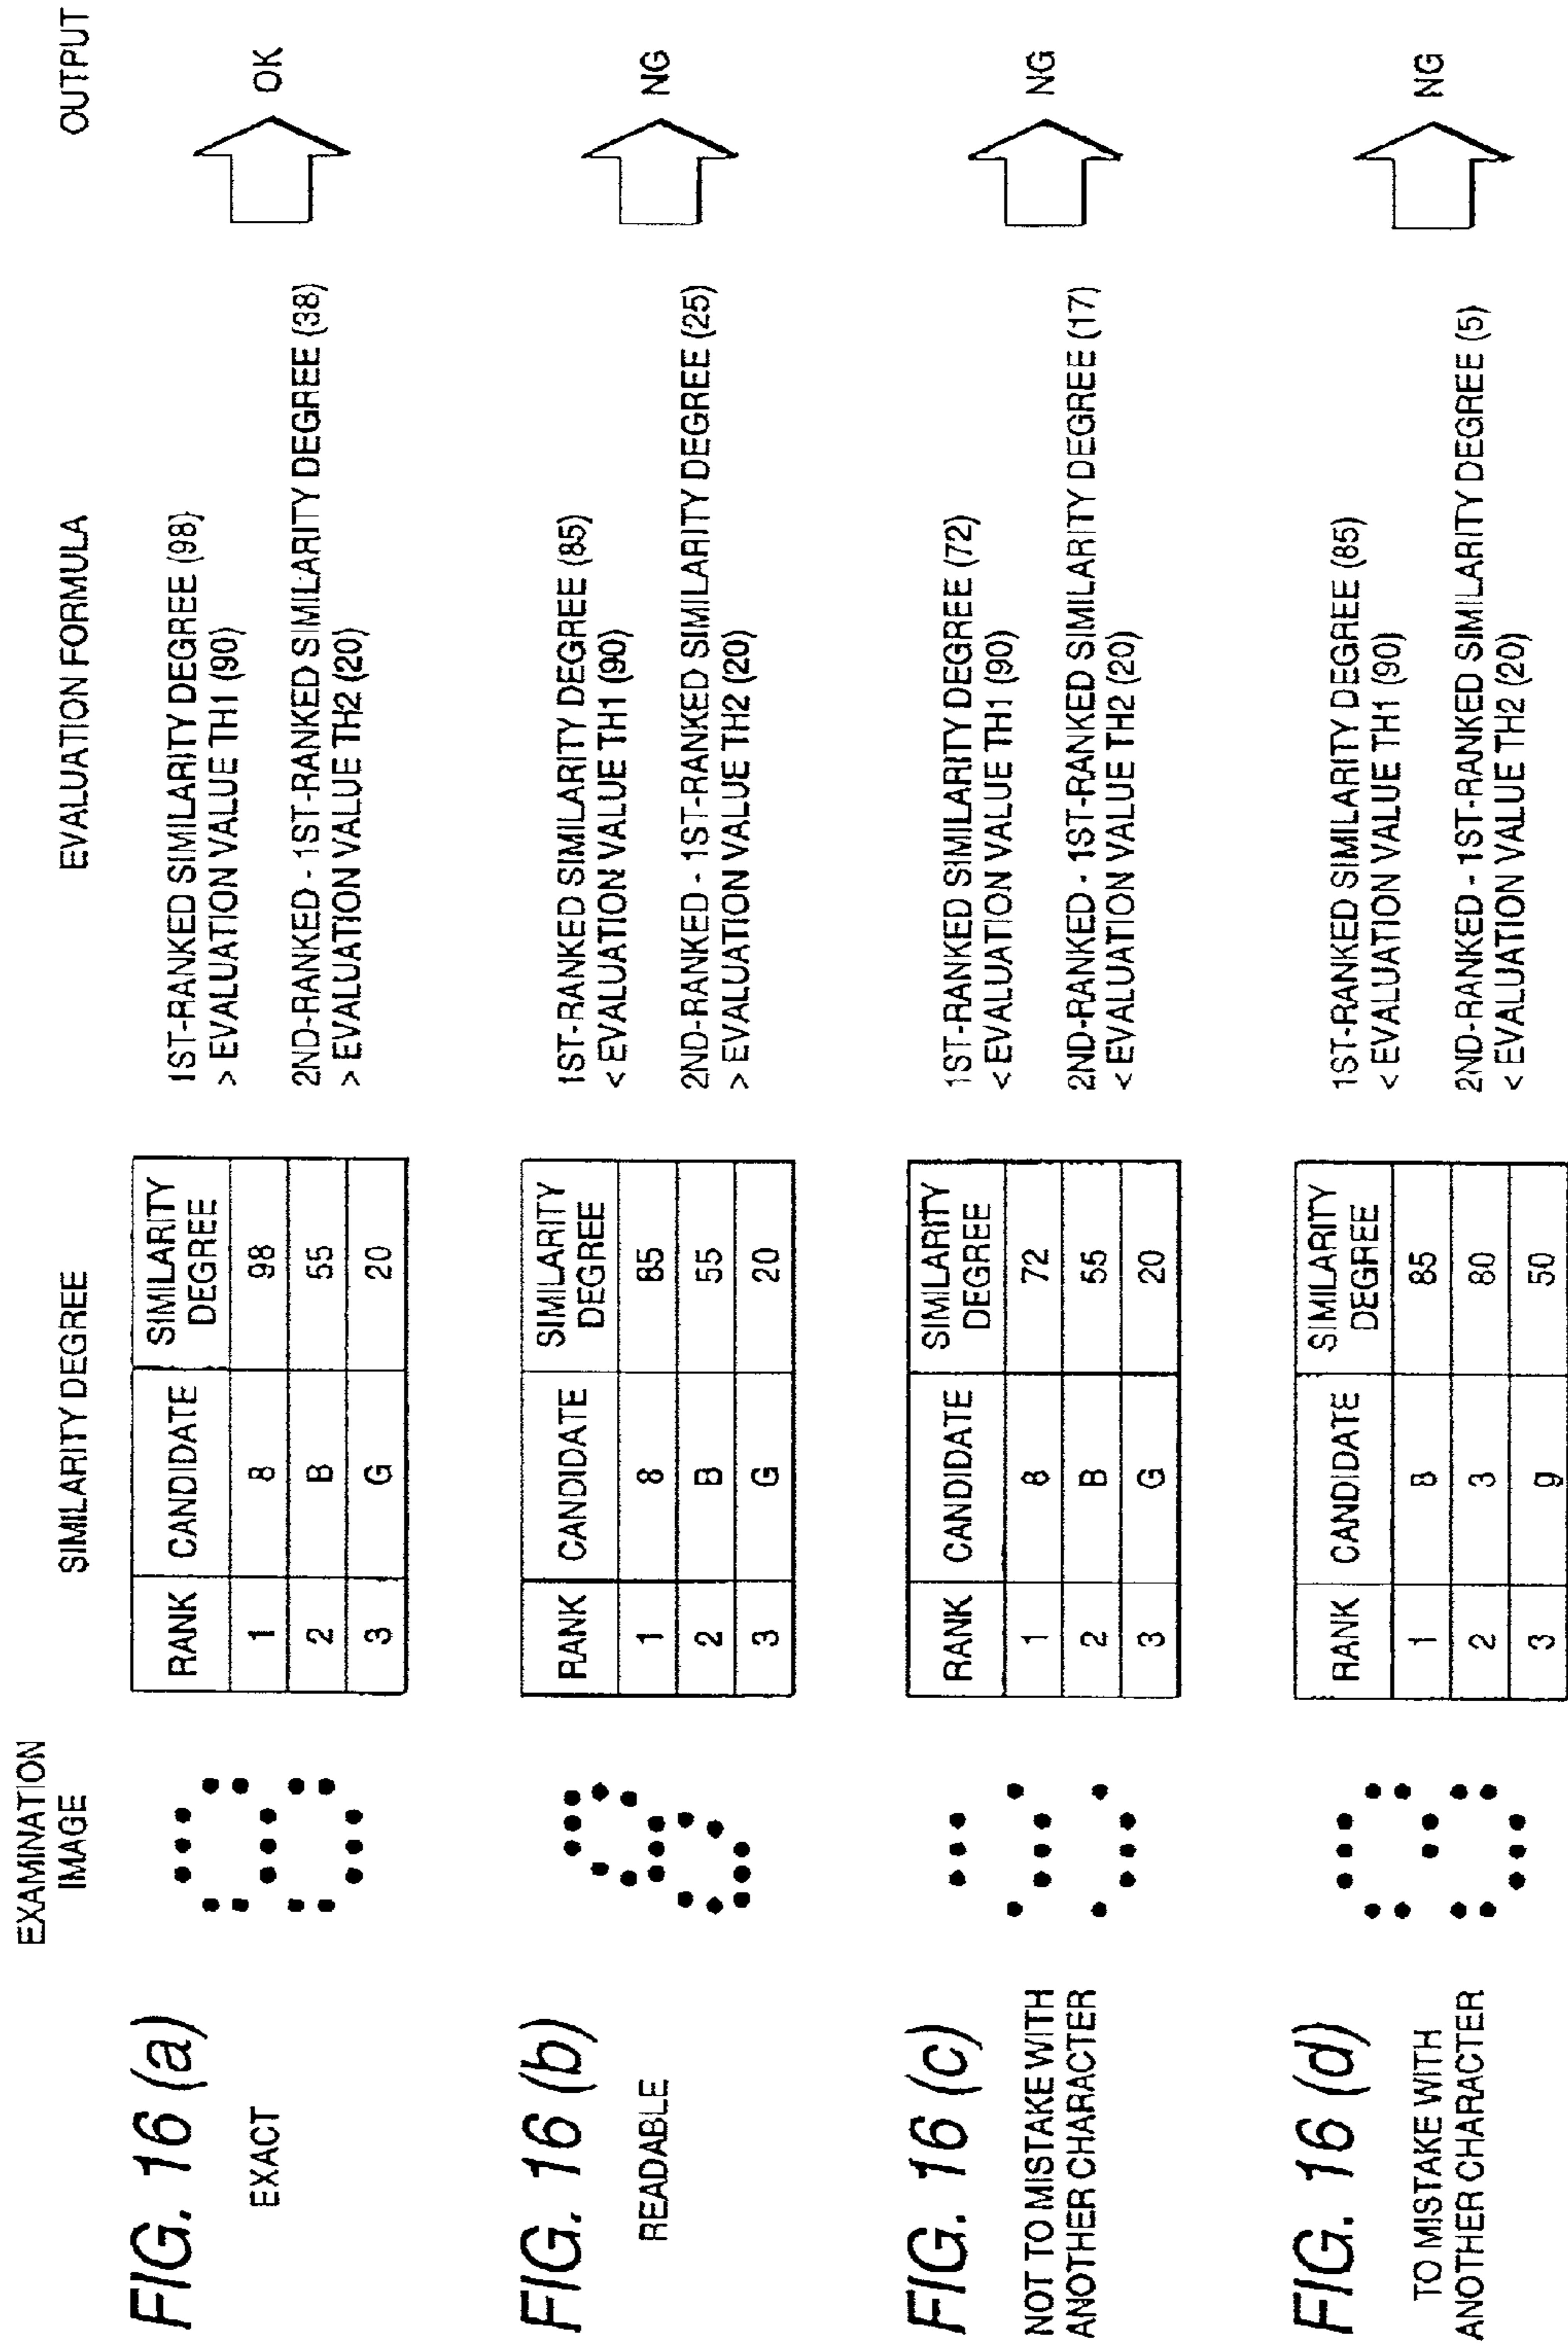 EXAMINATION
IMAGE
SIMILARITY DEGREE
EVALUATION FORMULA
OUTPUT
FIG. 16 (a)
EXACT
RANK CANDIDATE SIMILARITY
DEGREE
1 8 98
2 B 55
3 G 20
1ST-RANKED SIMILARITY DEGREE (98)
> EVALUATION VALUE TH1 (90)
2ND-RANKED - 1ST-RANKED SIMILARITY DEGREE (38)
> EVALUATION VALUE TH2 (20)
OK
FIG. 16 (b)
READABLE
RANK CANDIDATE SIMILARITY
DEGREE
1 8 85
2 B 55
3 G 20
1ST-RANKED SIMILARITY DEGREE (85)
< EVALUATION VALUE TH1 (90)
2ND-RANKED - 1ST-RANKED SIMILARITY DEGREE (25)
> EVALUATION VALUE TH2 (20)
NG
FIG. 16 (c)
NOT TO MISTAKE WITH
ANOTHER CHARACTER
RANK CANDIDATE SIMILARITY
DEGREE
1 8 72
2 B 55
3 G 20
1ST-RANKED SIMILARITY DEGREE (72)
< EVALUATION VALUE TH1 (90)
2ND-RANKED - 1ST-RANKED SIMILARITY DEGREE (17)
< EVALUATION VALUE TH2 (20)
NG
FIG. 16 (d)
TO MISTAKE WITH
ANOTHER CHARACTER
RANK CANDIDATE SIMILARITY
DEGREE
1 8 85
2 3 80
3 9 50
1ST-RANKED SIMILARITY DEGREE (85)
< EVALUATION VALUE TH1 (90)
2ND-RANKED - 1ST-RANKED SIMILARITY DEGREE (5)
< EVALUATION VALUE TH2 (20)
NG